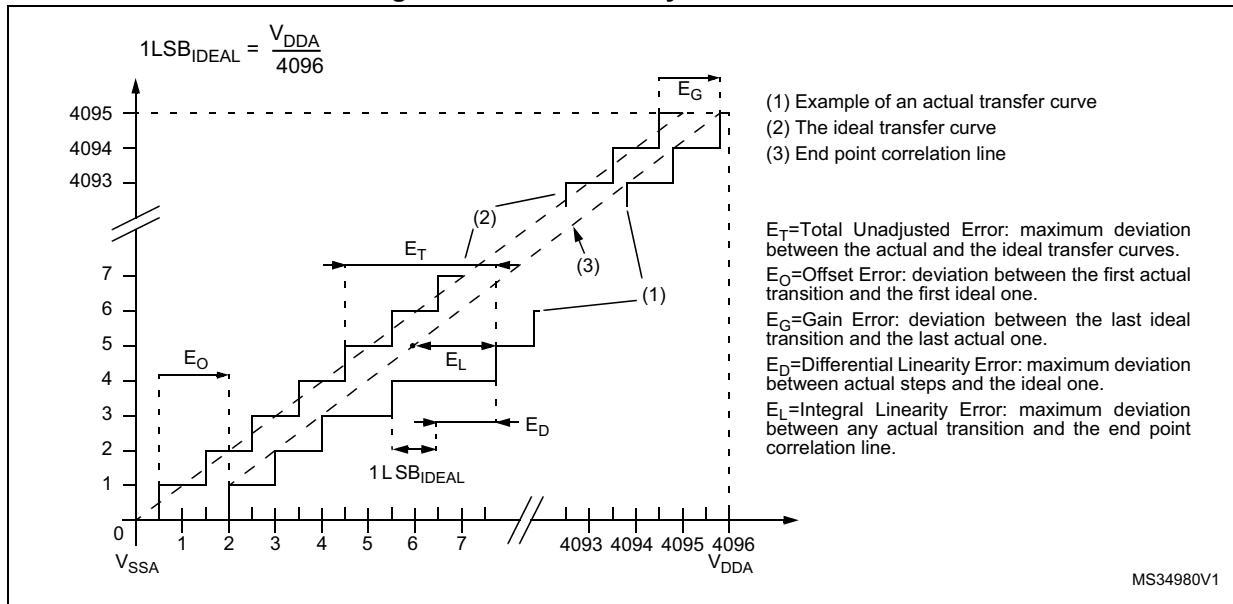 1LSB_IDEAL = V_DDA / 4096
E_G
4095
4094
4093
7
6
5
4
3
2
1
0
(2)
E_T
(3)
(1)
E_O
E_L
E_D
1LSB_IDEAL
1 2 3 4 5 6 7 4093 4094 4095 4096
V_SSA V_DDA
(1) Example of an actual transfer curve
(2) The ideal transfer curve
(3) End point correlation line
E_T=Total Unadjusted Error: maximum deviation
between the actual and the ideal transfer curves.
E_O=Offset Error: deviation between the first actual
transition and the first ideal one.
E_G=Gain Error: deviation between the last ideal
transition and the last actual one.
E_D=Differential Linearity Error: maximum deviation
between actual steps and the ideal one.
E_L=Integral Linearity Error: maximum deviation
between any actual transition and the end point
correlation line.
MS34980V1